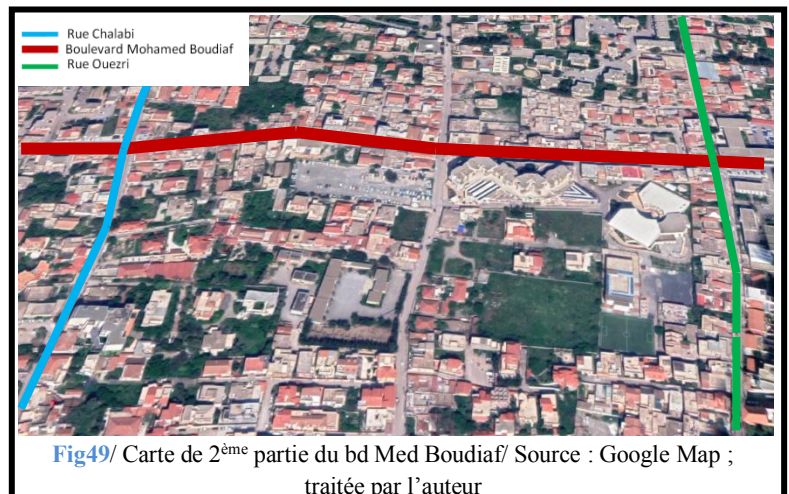 Rue Chalabi
Boulevard Mohamed Boudiaf
Rue Ouezri
Fig49/ Carte de 2ème partie du bd Med Boudiaf/ Source : Google Map ;
traitée par l'auteur